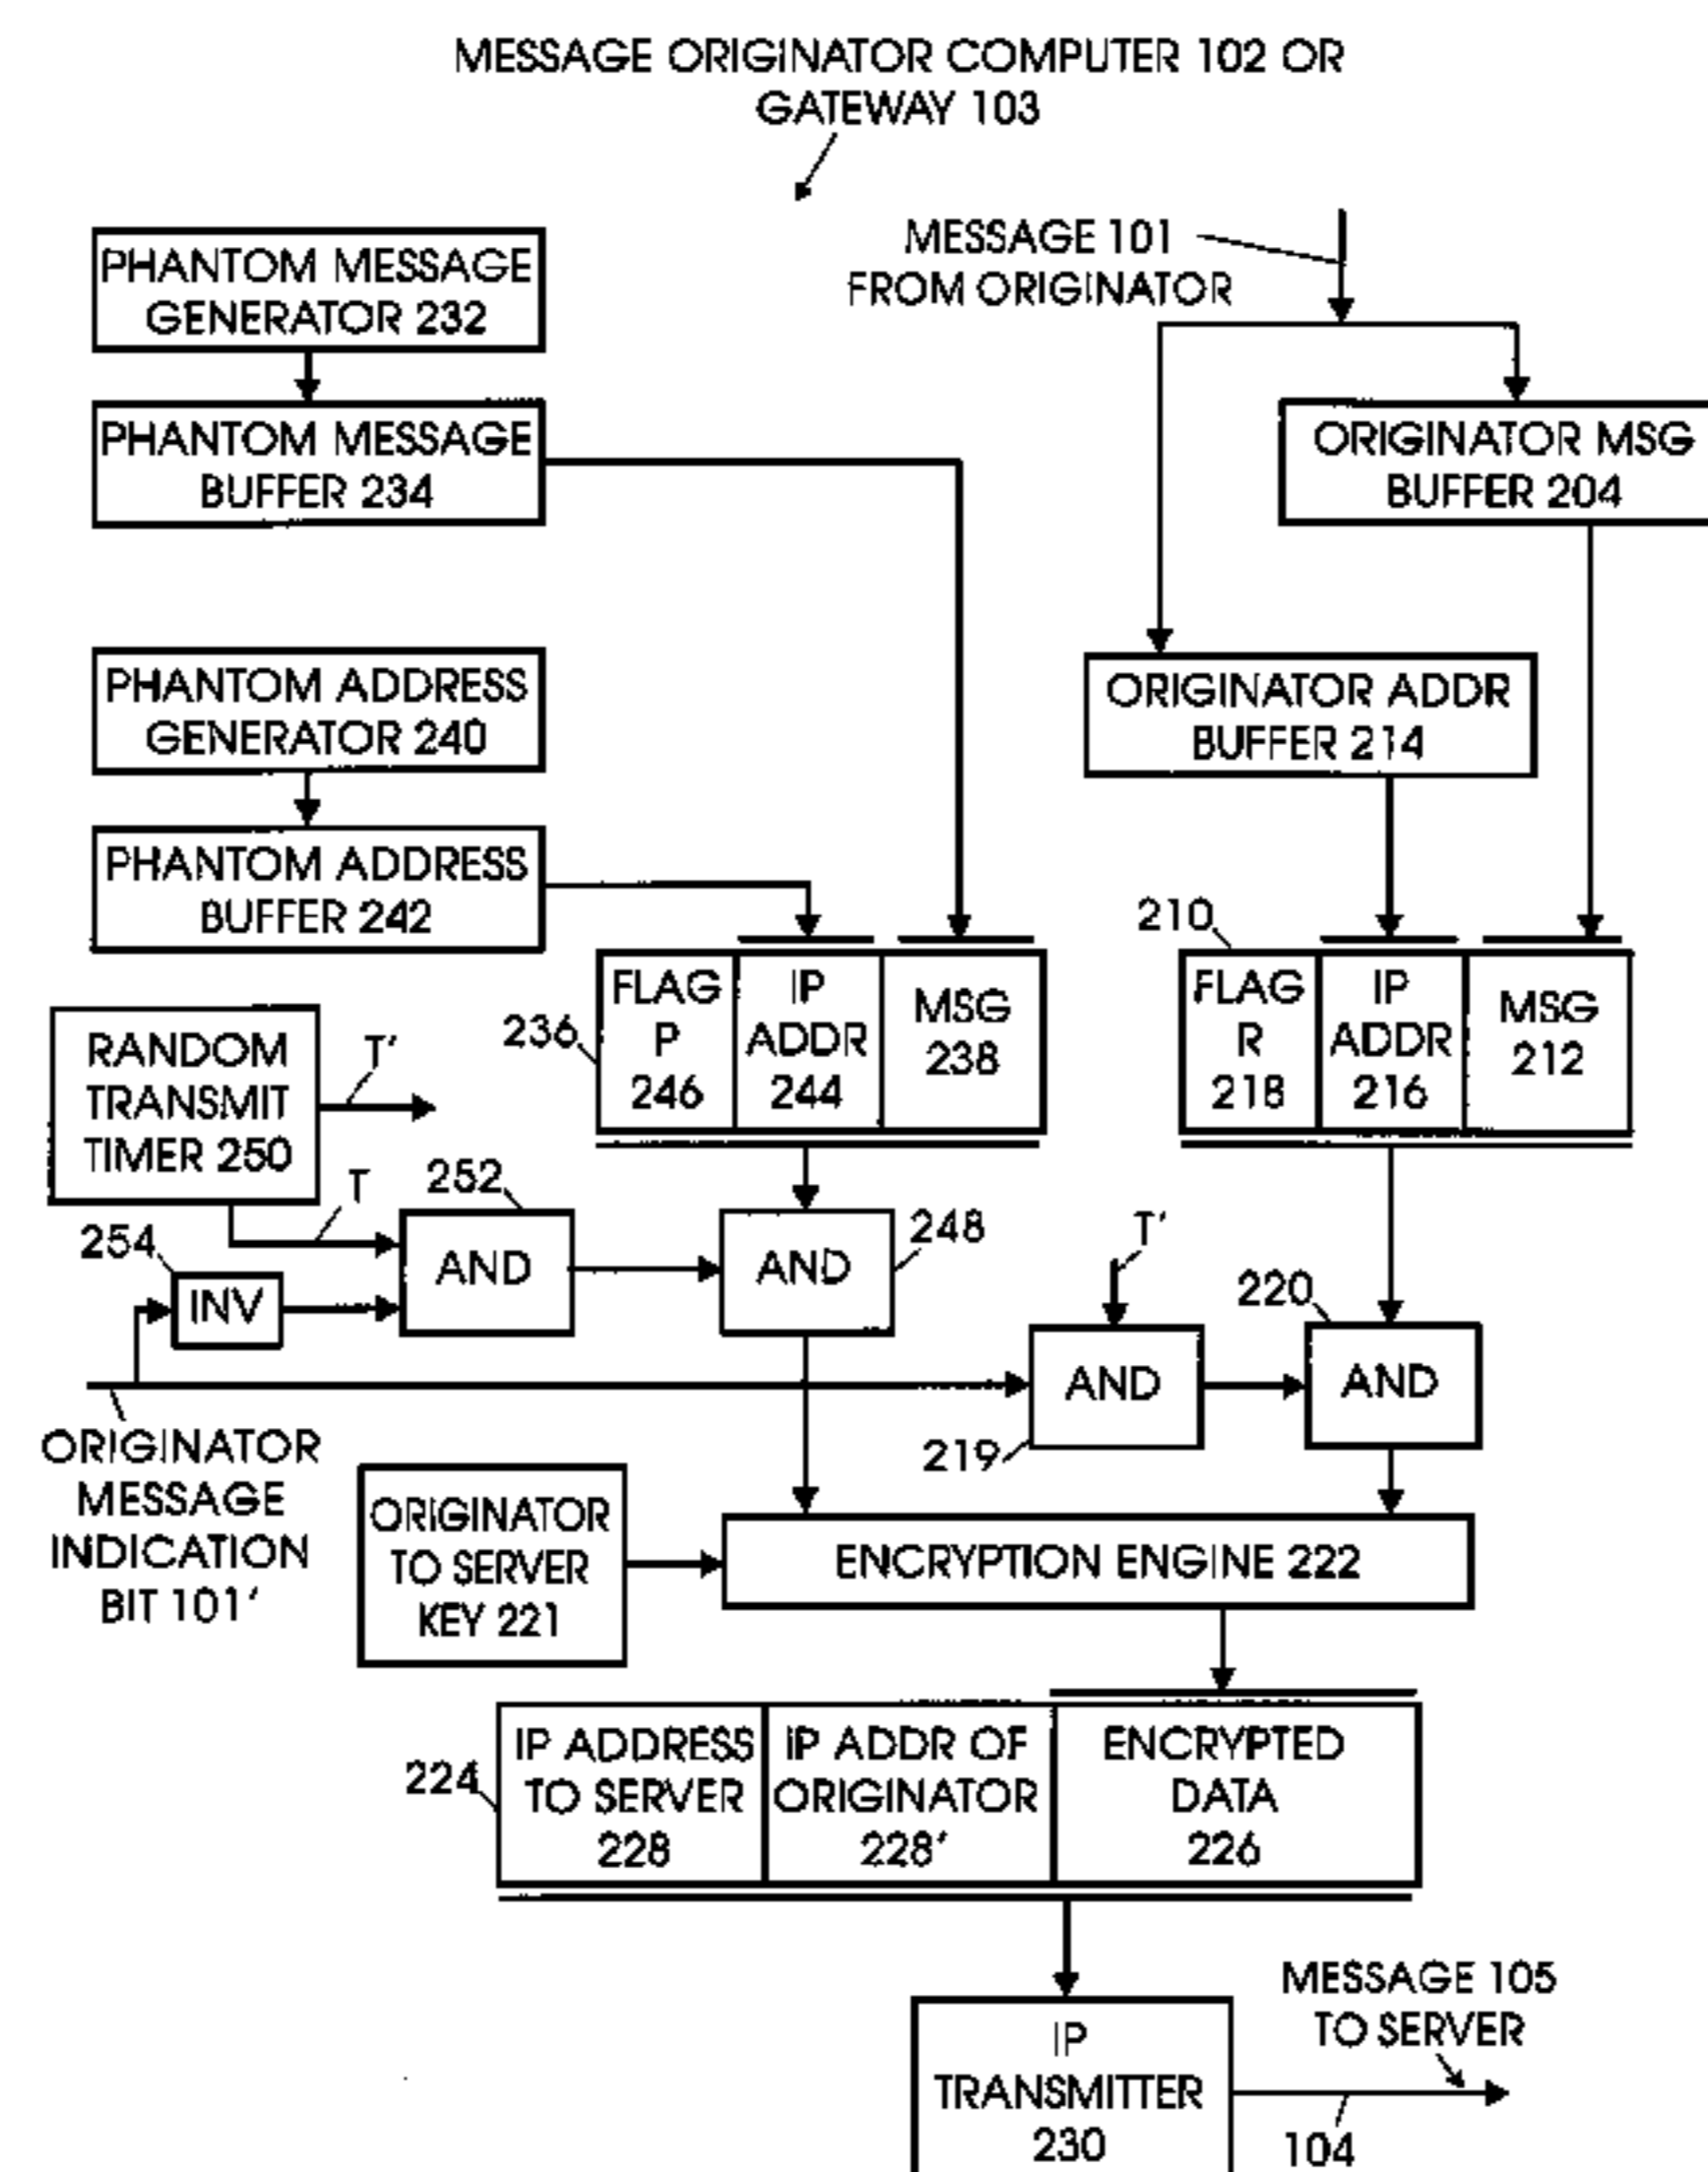 MESSAGE ORIGINATOR COMPUTER 102 OR
GATEWAY 103
MESSAGE 101
FROM ORIGINATOR
PHANTOM MESSAGE
GENERATOR 232
PHANTOM MESSAGE
BUFFER 234
ORIGINATOR MSG
BUFFER 204
PHANTOM ADDRESS
GENERATOR 240
ORIGINATOR ADDR
BUFFER 214
PHANTOM ADDRESS
BUFFER 242
236
FLAG
P
246
IP
ADDR
244
MSG
238
210
FLAG
R
218
IP
ADDR
216
MSG
212
RANDOM
TRANSMIT
TIMER 250
T'
T
252
AND
248
AND
254
INV
T'
219
AND
220
AND
ORIGINATOR
MESSAGE
INDICATION
BIT 101'
ORIGINATOR
TO SERVER
KEY 221
ENCRYPTION ENGINE 222
224
IP ADDRESS
TO SERVER
228
IP ADDR OF
ORIGINATOR
228'
ENCRYPTED
DATA
226
IP
TRANSMITTER
230
MESSAGE 105
TO SERVER
104